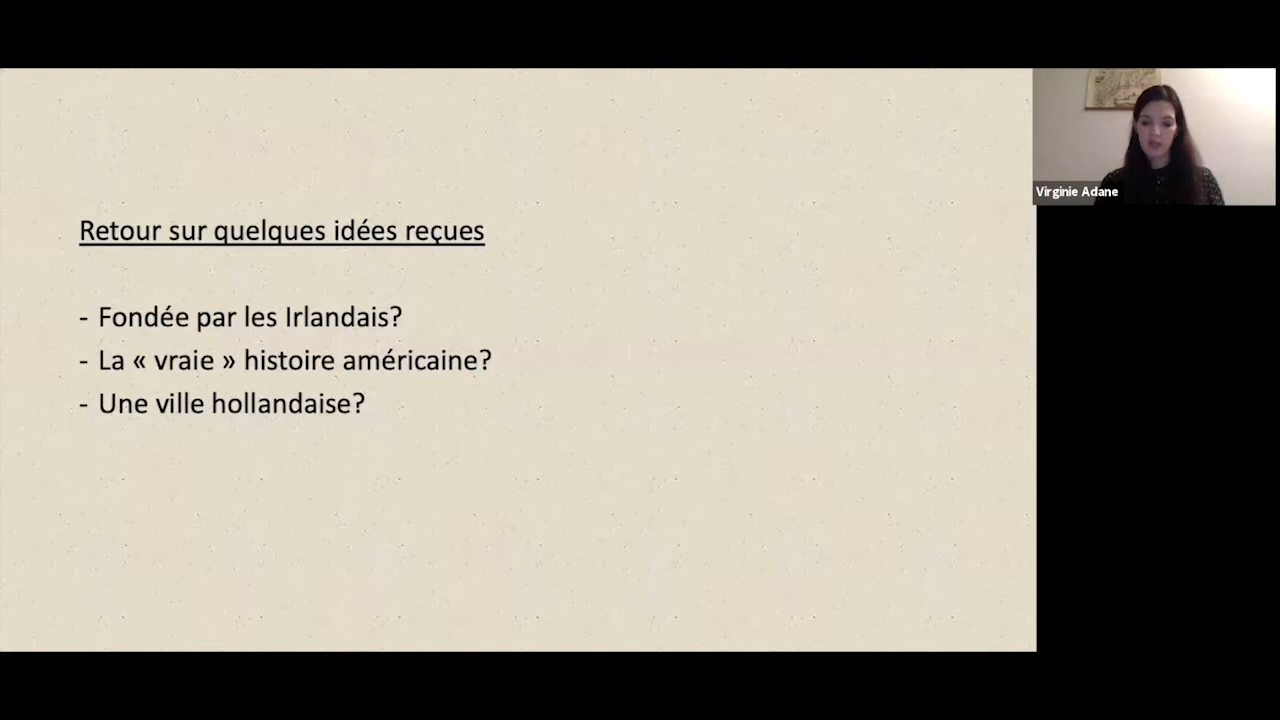 Retour sur quelques idées reçues
- Fondée par les Irlandais?
- La « vraie » histoire américaine?
- Une ville hollandaise?
Virginie Adane